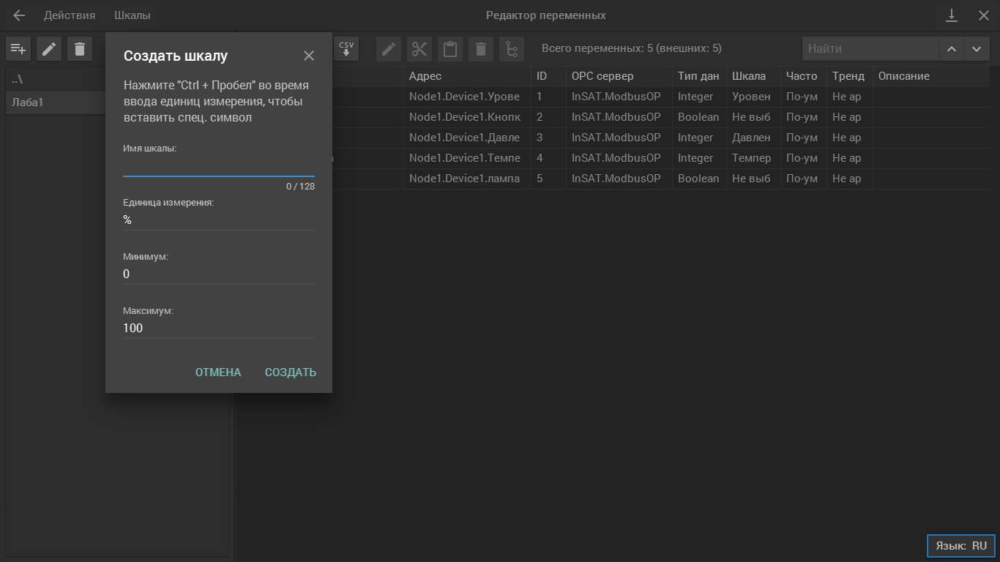 Действия Шкалы Редактор переменных
CSV Всего переменных: 5 (внешних: 5) Найти
..\
Лаба1
Создать шкалу
Нажмите "Ctrl + Пробел" во время
ввода единиц измерения, чтобы
вставить спец. символ
Имя шкалы:
0 / 128
Единица измерения:
%
Минимум:
0
Максимум:
100
ОТМЕНА СОЗДАТЬ
Адрес ID OPC сервер Тип дан Шкала Часто Тренд Описание
Node1.Device1.Урове 1 InSAT.ModbusOP Integer Уровен По-ум Не ар
Node1.Device1.Кнопк 2 InSAT.ModbusOP Boolean Не выб По-ум Не ар
Node1.Device1.Давле 3 InSAT.ModbusOP Integer Давлен По-ум Не ар
Node1.Device1.Темпе 4 InSAT.ModbusOP Integer Темпер По-ум Не ар
Node1.Device1.лампа 5 InSAT.ModbusOP Boolean Не выб По-ум Не ар
Язык: RU